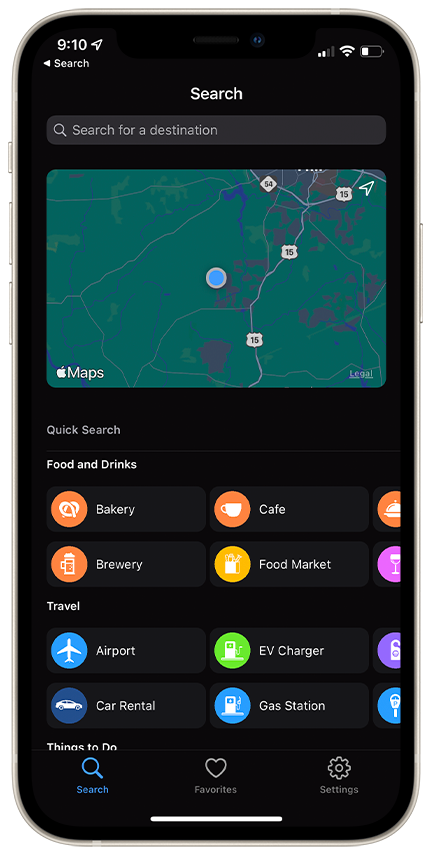 9:10
Search
Search
Search for a destination
54
15
15
15
Maps
Legal
Quick Search
Food and Drinks
Bakery
Cafe
Brewery
Food Market
Travel
Airport
EV Charger
Car Rental
Gas Station
Things to Do
Search
Favorites
Settings